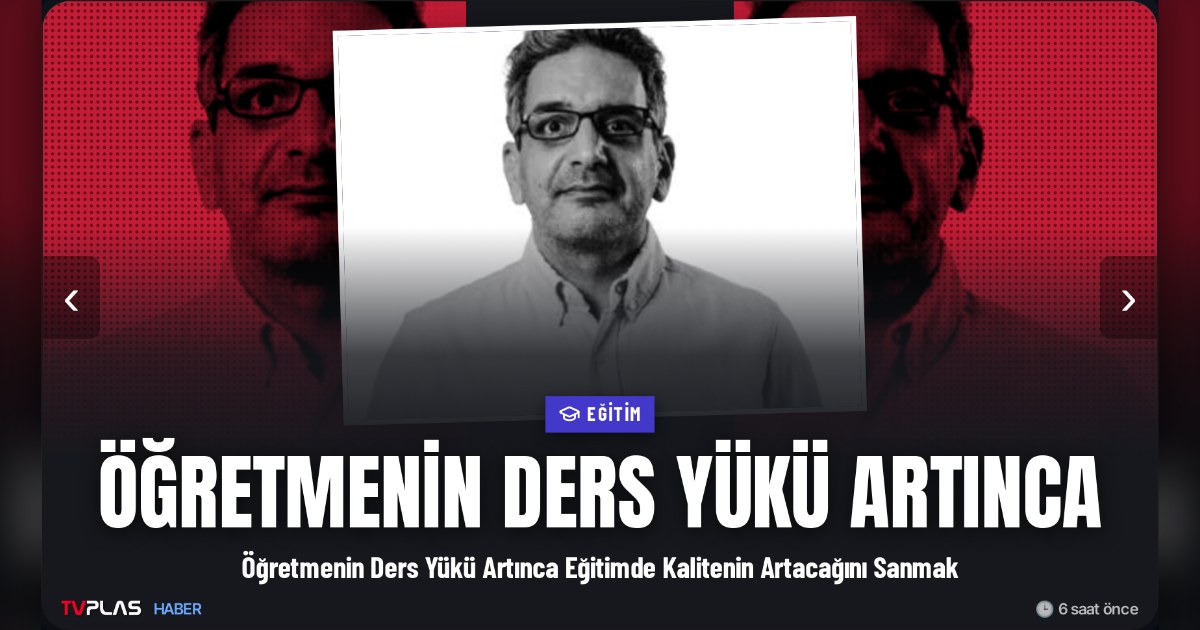 EĞİTİM
ÖĞRETMENİN DERS YÜKÜ ARTINCA
Öğretmenin Ders Yükü Artınca Eğitimde Kalitenin Artacağını Sanmak
TVPLAS HABER
6 saat önce